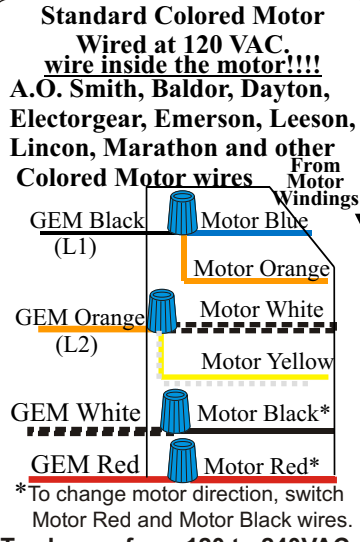 Standard Colored Motor
Wired at 120 VAC.
wire inside the motor!!!!
A.O. Smith, Baldor, Dayton,
Electorgear, Emerson, Leeson,
Lincon, Marathon and other
Colored Motor wires
From
Motor
Windings
GEM Black
Motor Blue
(L1)
Motor Orange
GEM Orange
Motor White
(L2)
Motor Yellow
GEM White
Motor Black*
GEM Red
Motor Red*
*To change motor direction, switch
Motor Red and Motor Black wires.